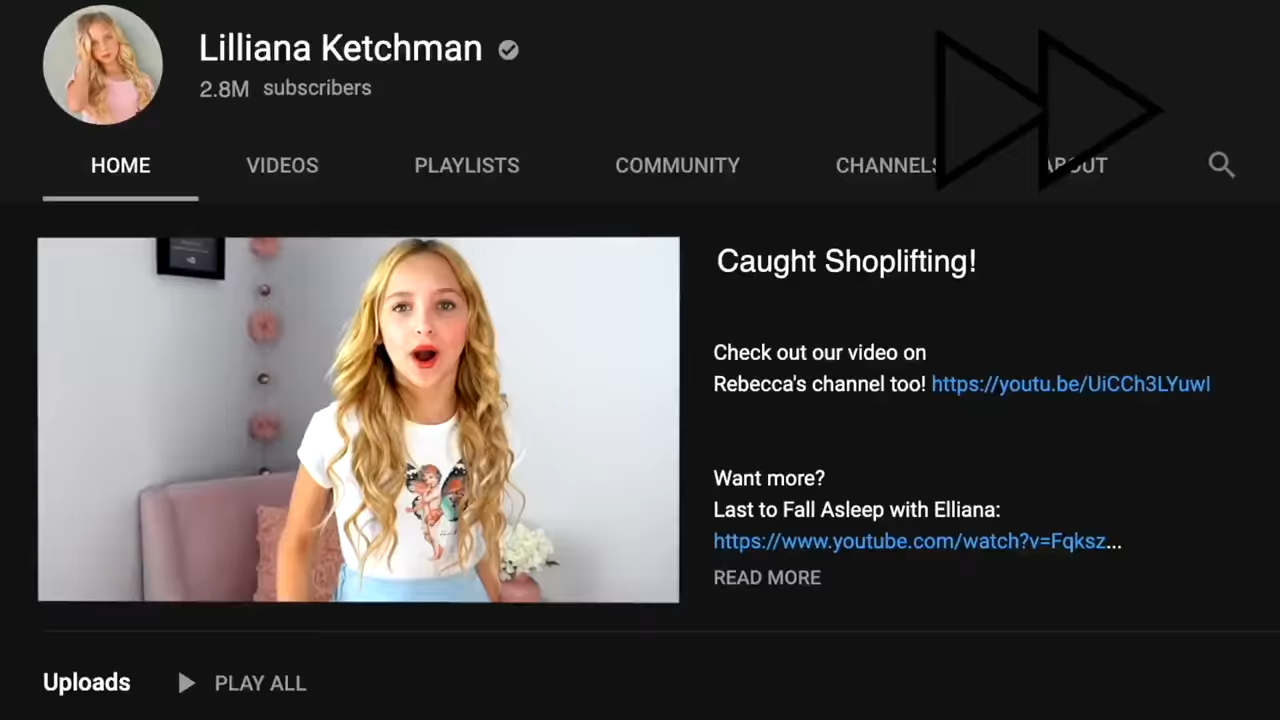 Lilliana Ketchman
2.8M subscribers
HOME VIDEOS PLAYLISTS COMMUNITY CHANNELS ABOUT
Caught Shoplifting!
Check out our video on
Rebecca's channel too! https://youtu.be/UiCCh3LYuwI
Want more?
Last to Fall Asleep with Elliana:
https://www.youtube.com/watch?v=Fqksz...
READ MORE
Uploads PLAY ALL